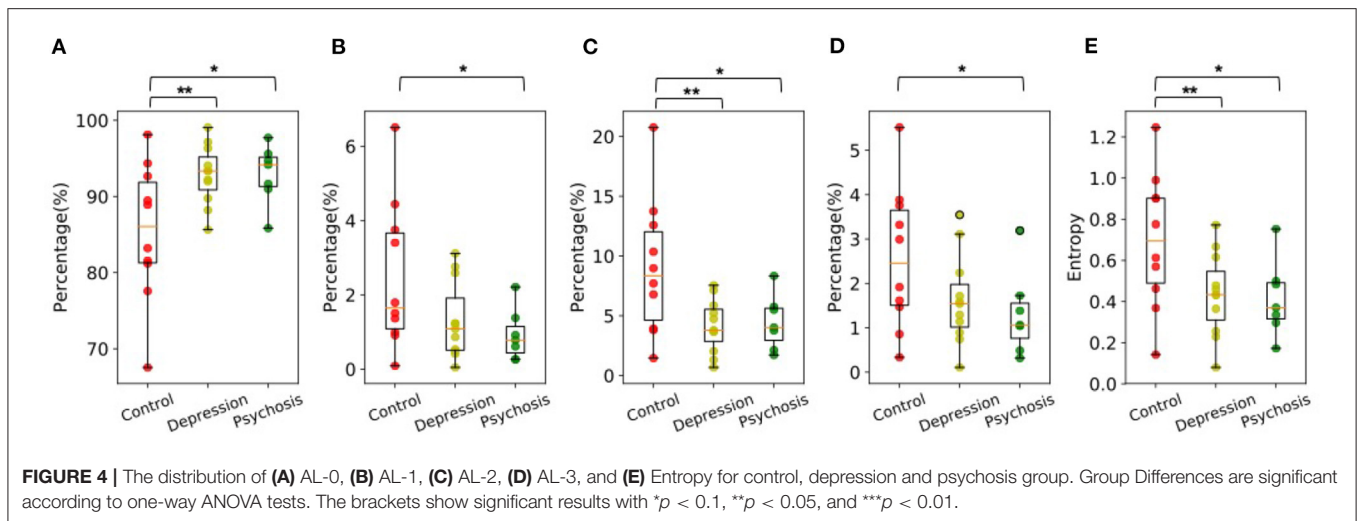 A
B
C
D
E
*
**
*
*
**
*
*
**
Percentage(%)
100
90
80
70
Control
Depression
Psychosis
Percentage(%)
6
4
2
0
Control
Depression
Psychosis
Percentage(%)
20
15
10
5
0
Control
Depression
Psychosis
Percentage(%)
5
4
3
2
1
0
Control
Depression
Psychosis
Entropy
1.2
1.0
0.8
0.6
0.4
0.2
0.0
Control
Depression
Psychosis
FIGURE 4 | The distribution of (A) AL-0, (B) AL-1, (C) AL-2, (D) AL-3, and (E) Entropy for control, depression and psychosis group. Group Differences are significant
according to one-way ANOVA tests. The brackets show significant results with *p < 0.1, **p < 0.05, and ***p < 0.01.